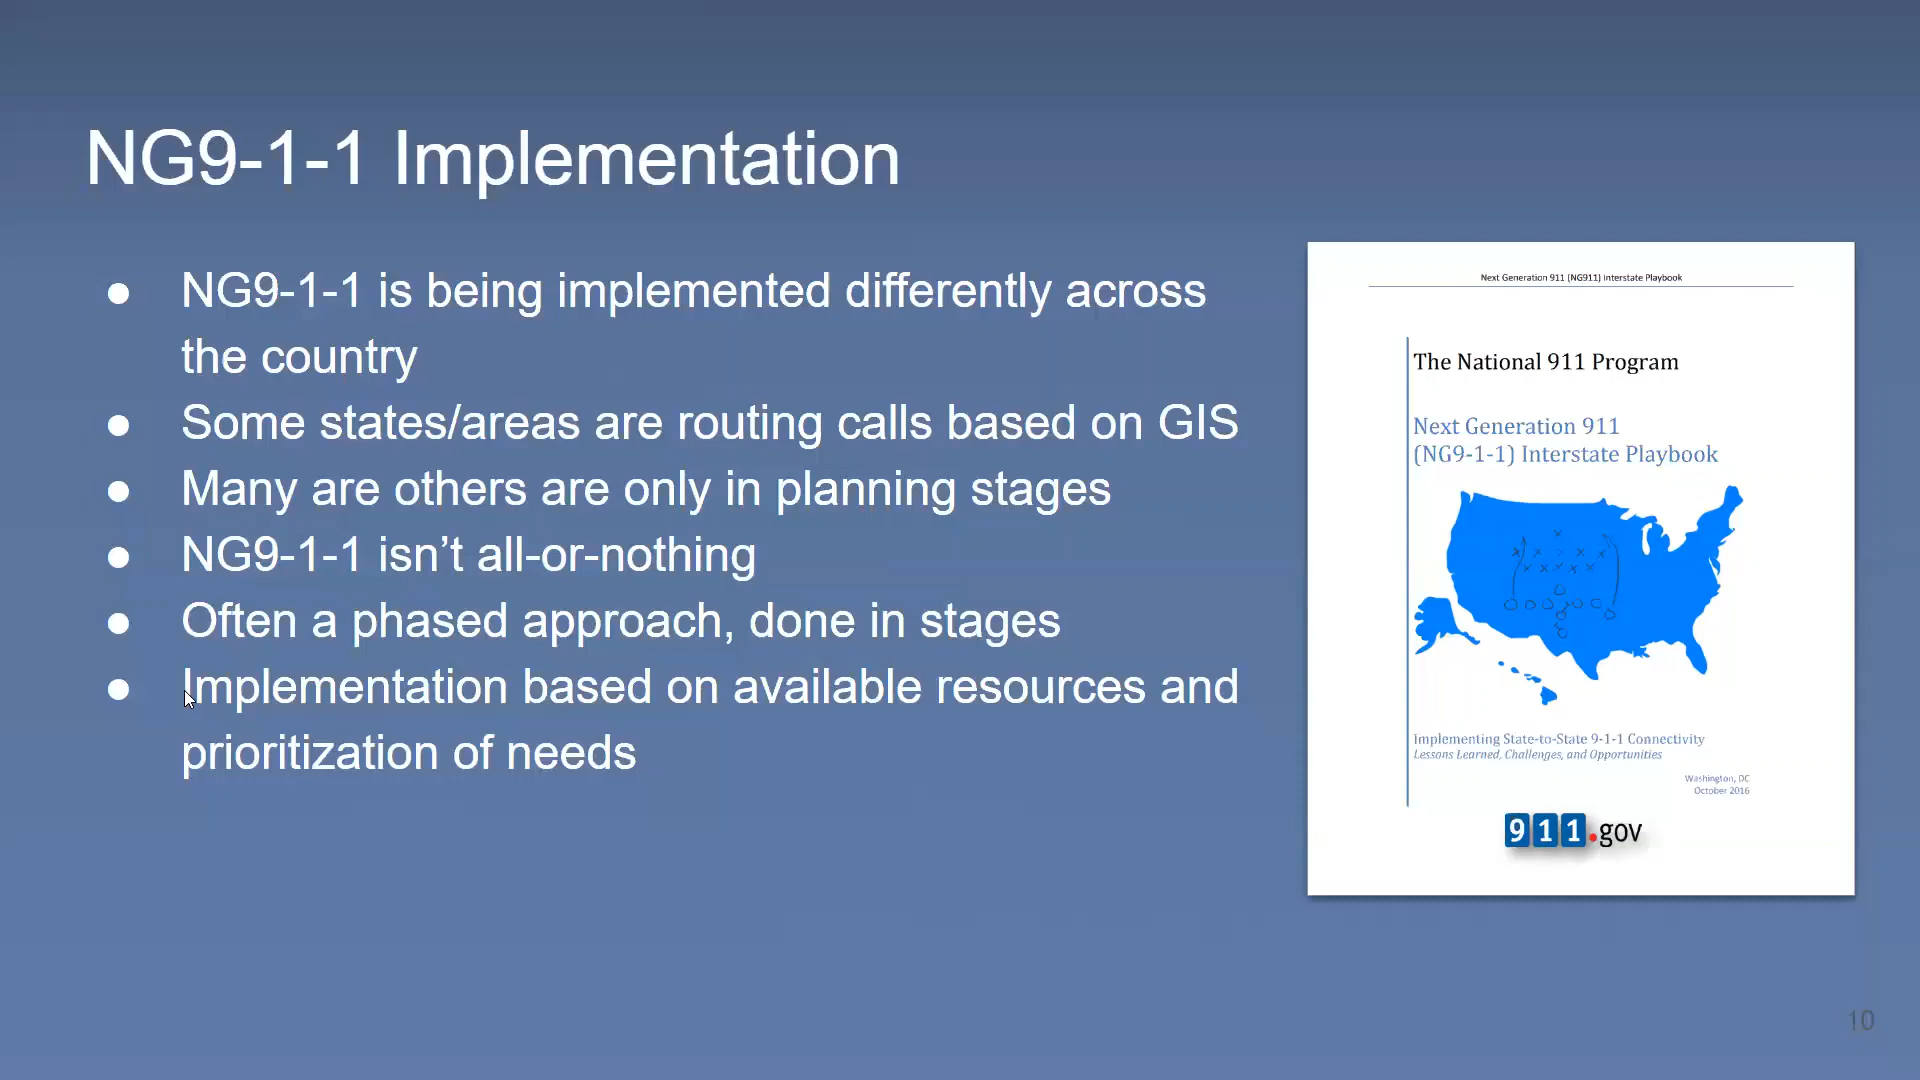 NG9-1-1 Implementation
● NG9-1-1 is being implemented differently across
the country
● Some states/areas are routing calls based on GIS
● Many are others are only in planning stages
● NG9-1-1 isn’t all-or-nothing
● Often a phased approach, done in stages
● Implementation based on available resources and
prioritization of needs
Next Generation 911 (NG911) Interstate Playbook
The National 911 Program
Next Generation 911
(NG9-1-1) Interstate Playbook
Implementing State-to-State 9-1-1 Connectivity
Lessons Learned, Challenges, and Opportunities
Washington, DC
October 2016
911.gov
10